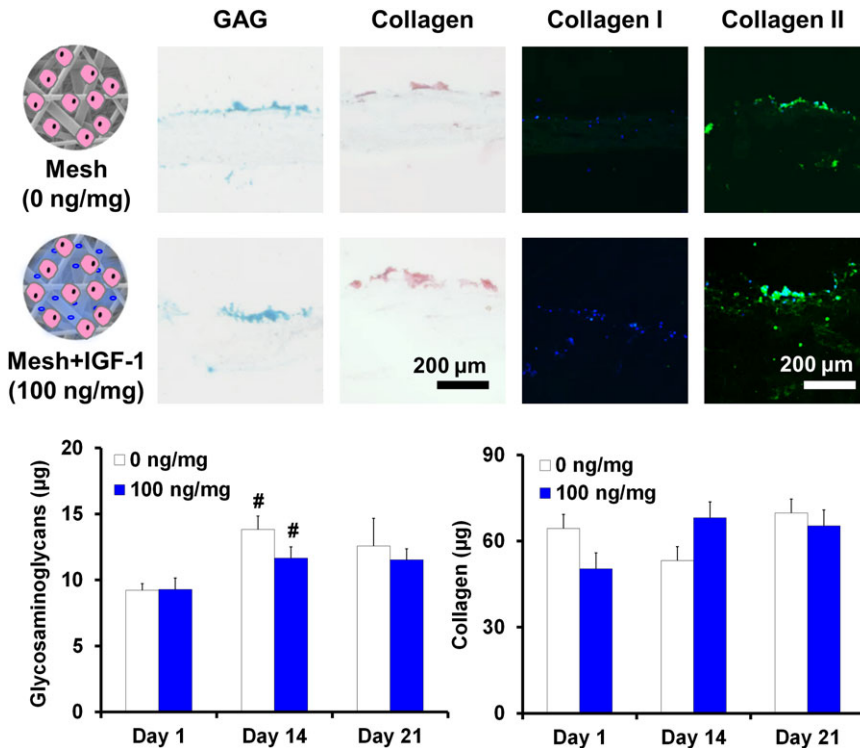 GAG
Collagen
Collagen I
Collagen II
Mesh
(0 ng/mg)
Mesh+IGF-1
(100 ng/mg)
200 µm
200 µm
Glycosaminoglycans (µg)
20
15
10
5
0
0 ng/mg
100 ng/mg
#
#
Day 1
Day 14
Day 21
Collagen (µg)
90
60
30
0
0 ng/mg
100 ng/mg
Day 1
Day 14
Day 21